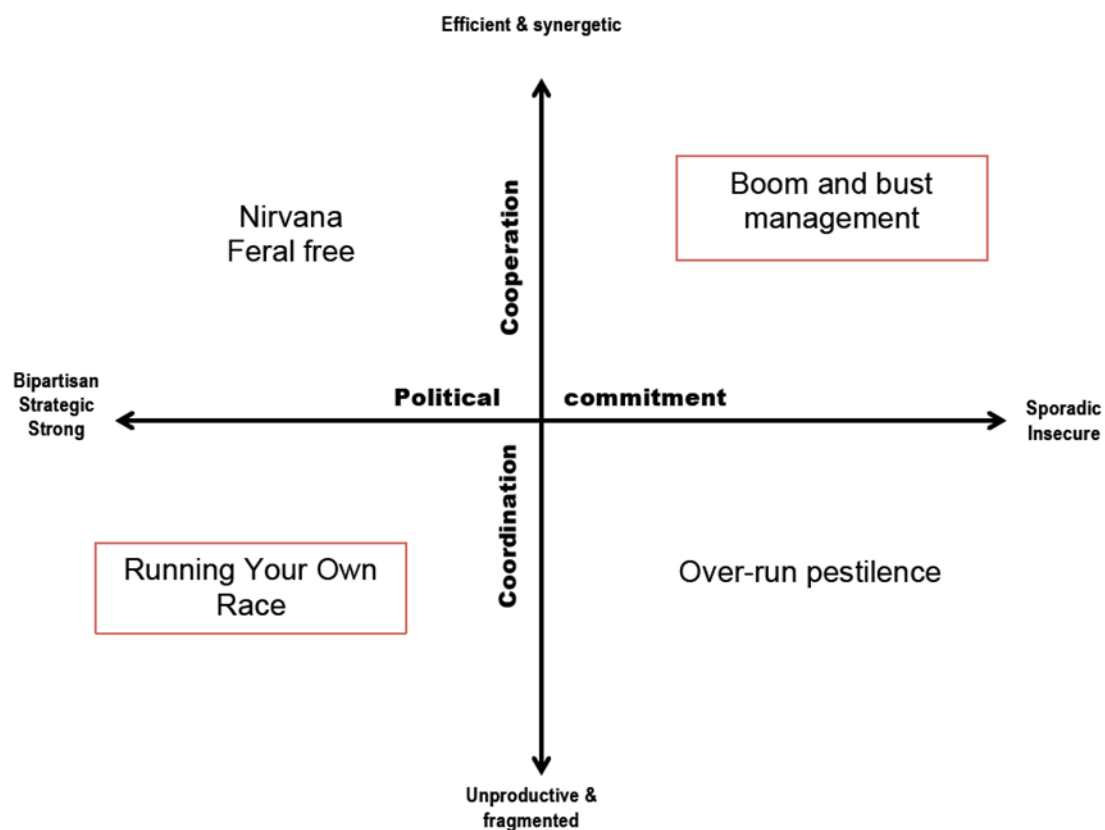 Efficient & synergetic
Boom and bust
management
Nirvana
Feral free
Cooperation
Bipartisan
Strategic
Strong
Political commitment
Sporadic
Insecure
Coordination
Running Your Own
Race
Over-run pestilence
Unproductive &
fragmented